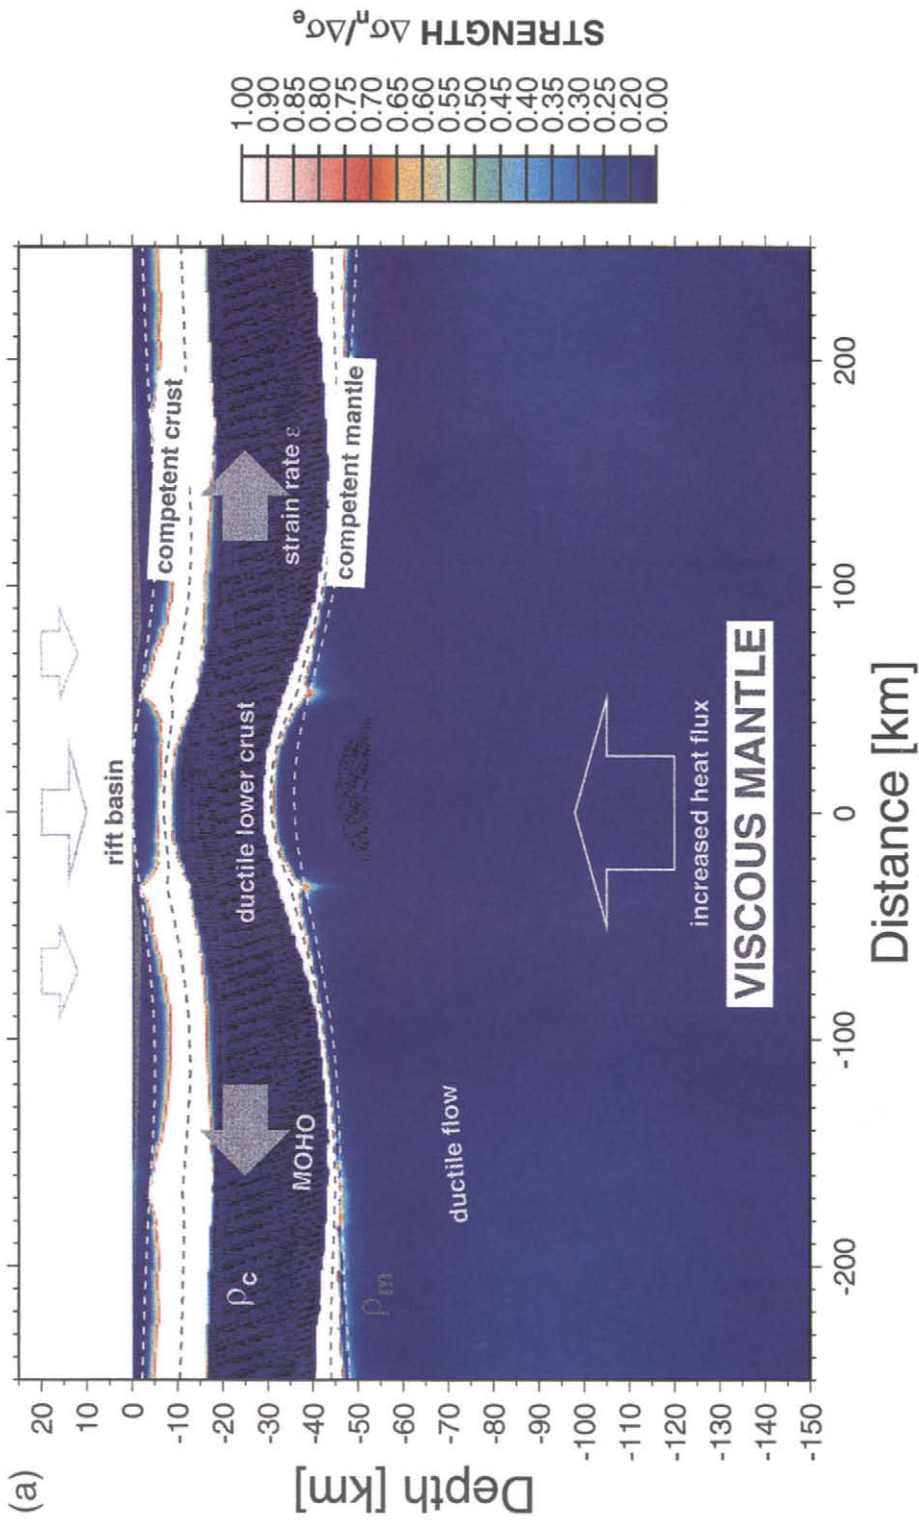 (a)
Depth [km]
20
10
0
-10
-20
-30
-40
-50
-60
-70
-80
-90
-100
-110
-120
-130
-140
-150
rift basin
competent crust
ρc
ductile lower crust
strain rate ε
MOHO
competent mantle
ρm
ductile flow
increased heat flux
VISCOUS MANTLE
-200
-100
0
100
200
Distance [km]
1.00
0.90
0.85
0.80
0.75
0.70
0.65
0.60
0.55
0.50
0.45
0.40
0.35
0.30
0.25
0.20
0.00
STRENGTH Δσn/Δσe